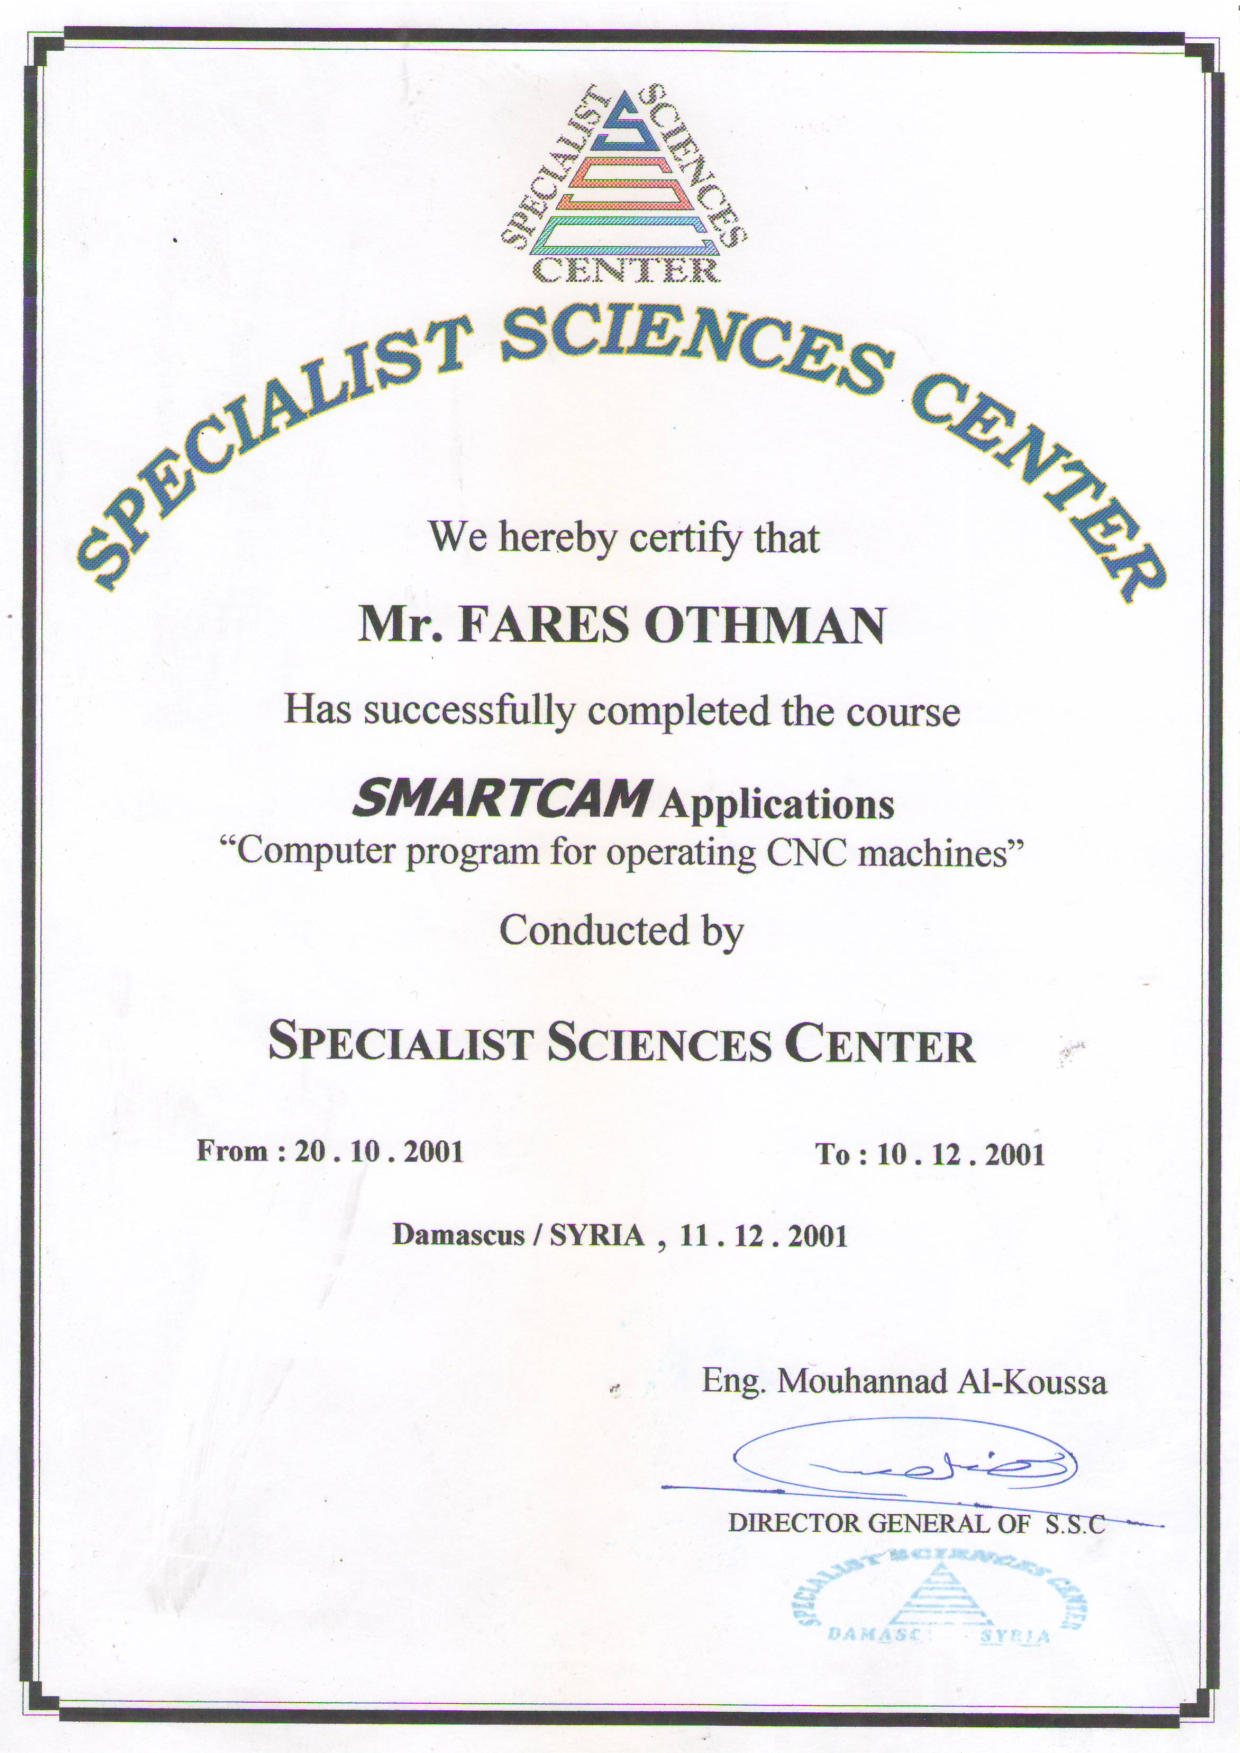 SPECIALIST SCIENCES
CENTER
SPECIALIST SCIENCES CENTER
We hereby certify that
Mr. FARES OTHMAN
Has successfully completed the course
SMARTCAM Applications
“Computer program for operating CNC machines”
Conducted by
SPECIALIST SCIENCES CENTER
From : 20 . 10 . 2001 To : 10 . 12 . 2001
Damascus / SYRIA , 11 . 12 . 2001
Eng. Mouhannad Al-Koussa
DIRECTOR GENERAL OF S.S.C
SPECIALIST SCIENCES CENTER
SYRIA